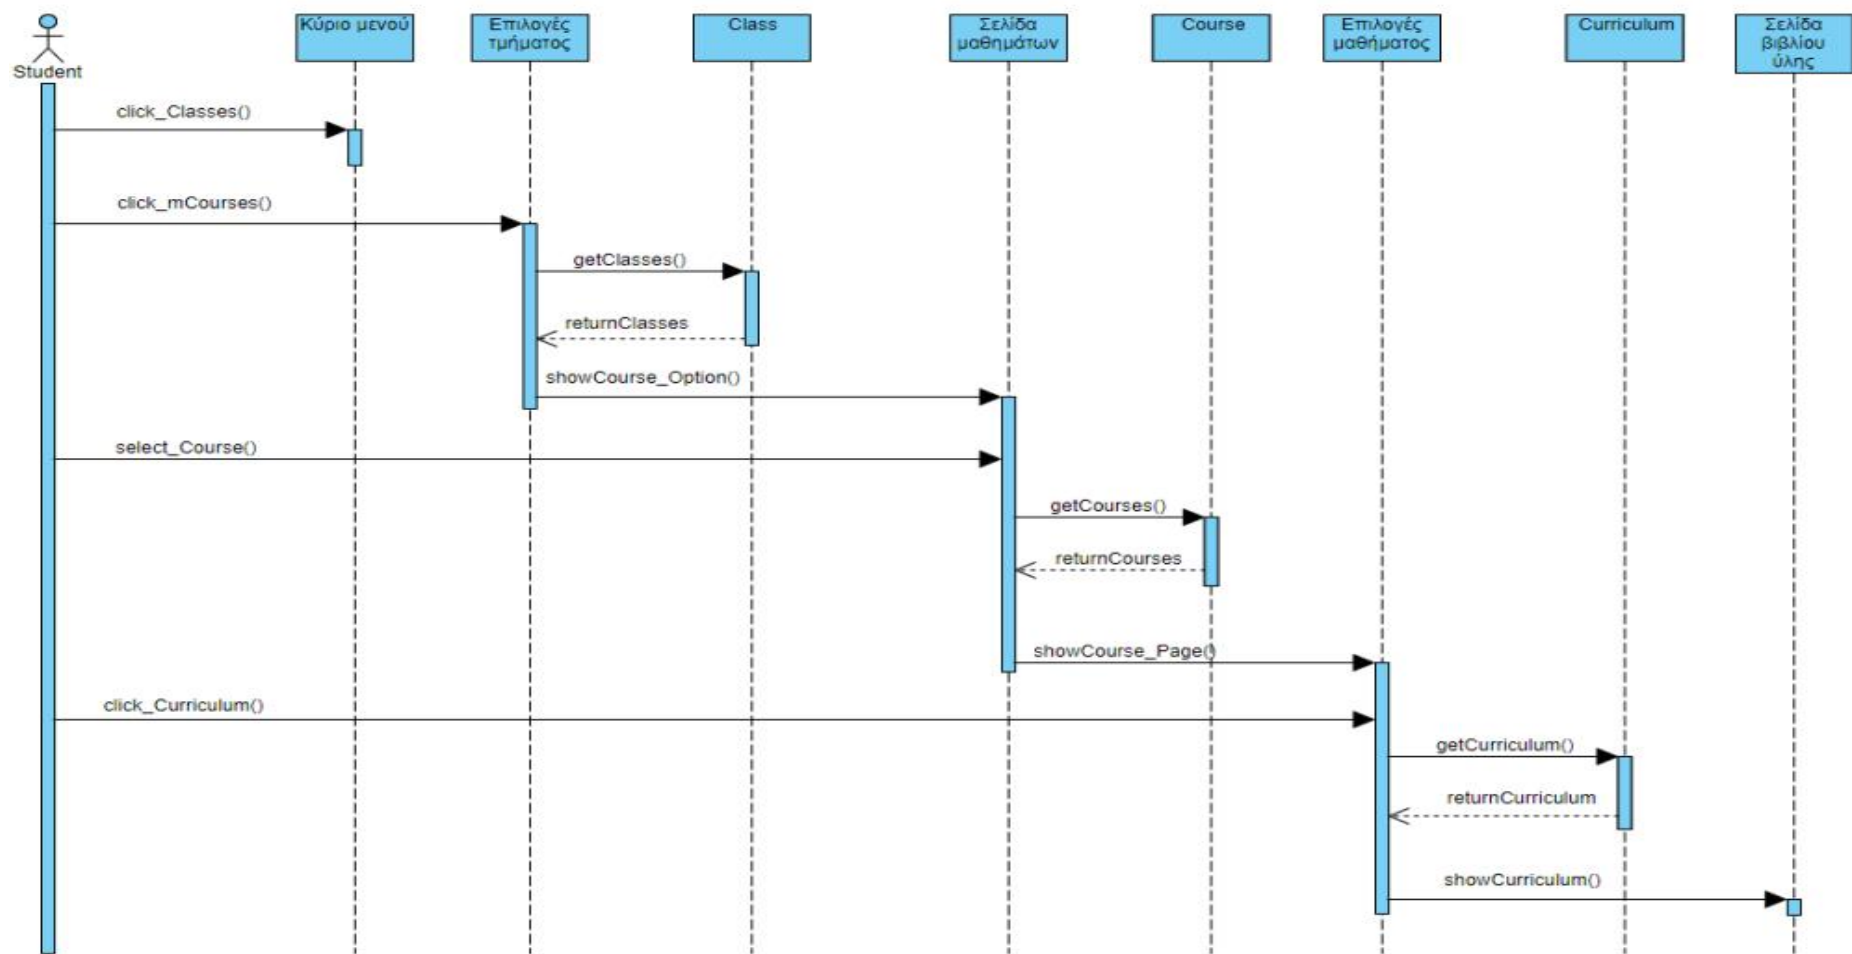 Student
Κύριο μενού
Επιλογές
τμήματος
Class
Σελίδα
μαθημάτων
Course
Επιλογές
μαθήματος
Curriculum
Σελίδα
βιβλίου
ύλης
click_Classes()
click_mCourses()
getClasses()
returnClasses
showCourse_Option()
select_Course()
getCourses()
returnCourses
showCourse_Page()
click_Curriculum()
getCurriculum()
returnCurriculum
showCurriculum()